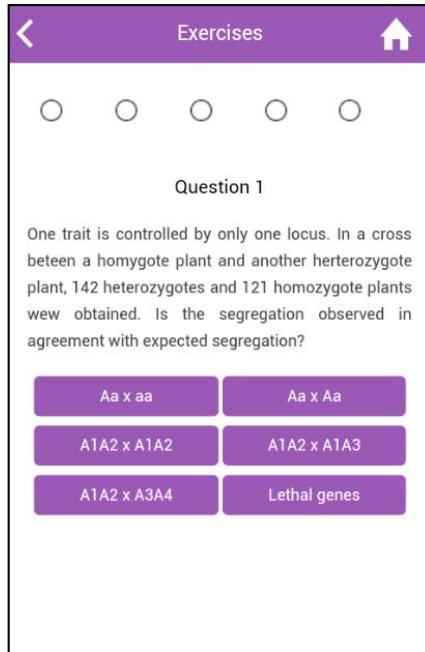 Exercises
Question 1
One trait is controlled by only one locus. In a cross
beteen a homygote plant and another herterozygote
plant, 142 heterozygotes and 121 homozygote plants
wew obtained. Is the segregation observed in
agreement with expected segregation?
Aa x aa
Aa x Aa
A1A2 x A1A2
A1A2 x A1A3
A1A2 x A3A4
Lethal genes